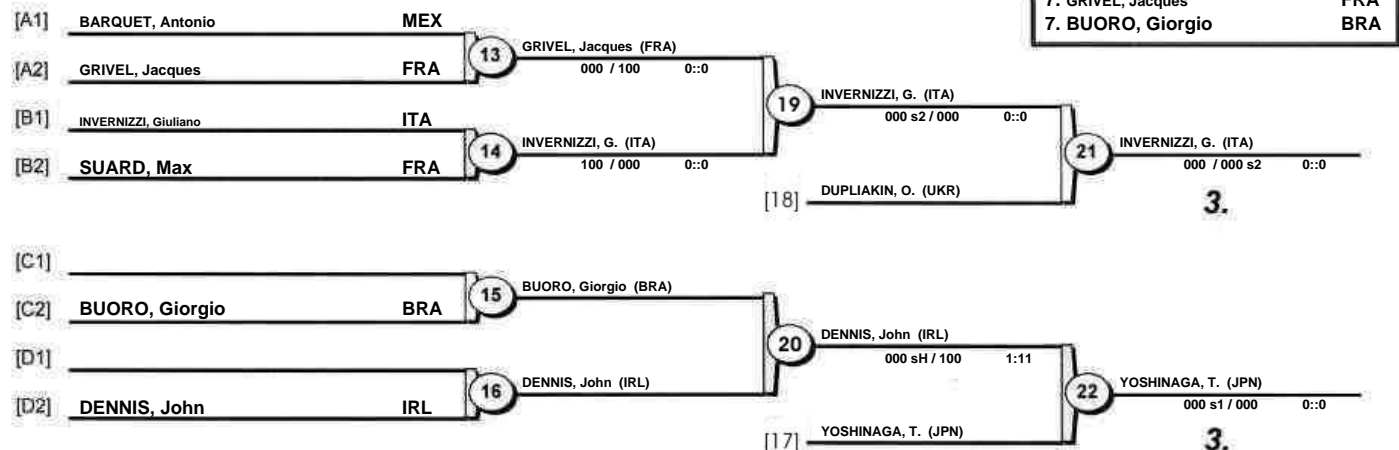 7. GRIVEL, Jacques FRA
7. BUORO, Giorgio BRA
[A1] BARQUET, Antonio MEX
13 GRIVEL, Jacques (FRA)
000 / 100 0::0
[A2] GRIVEL, Jacques FRA
19 INVERNIZZI, G. (ITA)
000 s2 / 000 0::0
[B1] INVERNIZZI, Giuliano ITA
14 INVERNIZZI, G. (ITA)
100 / 000 0::0
21 INVERNIZZI, G. (ITA)
000 / 000 s2 0::0
[B2] SUARD, Max FRA
[18] DUPLIAKIN, O. (UKR)
3.
[C1]
15 BUORO, Giorgio (BRA)
[C2] BUORO, Giorgio BRA
20 DENNIS, John (IRL)
000 sH / 100 1:11
[D1]
16 DENNIS, John (IRL)
22 YOSHINAGA, T. (JPN)
000 s1 / 000 0::0
[D2] DENNIS, John IRL
[17] YOSHINAGA, T. (JPN)
3.